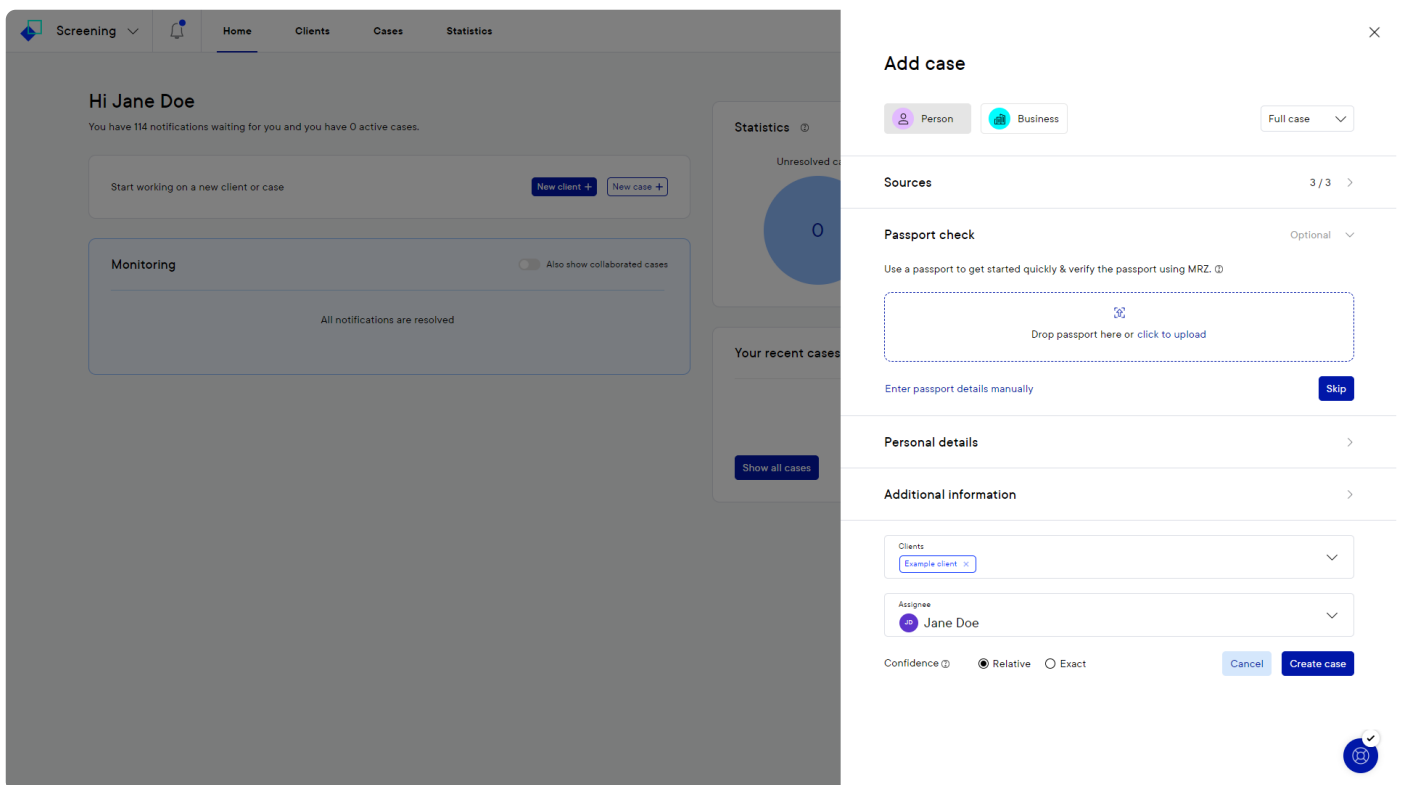 Screening
Home
Clients
Cases
Statistics
Hi Jane Doe
You have 114 notifications waiting for you and you have 0 active cases.
Start working on a new client or case
New client +
New case +
Monitoring
Also show collaborated cases
All notifications are resolved
Statistics
Unresolved ca
0
Your recent cases
Show all cases
Add case
Person
Business
Full case
Sources
3 / 3
Passport check
Optional
Use a passport to get started quickly & verify the passport using MRZ.
Drop passport here or click to upload
Enter passport details manually
Skip
Personal details
Additional information
Clients
Example client ×
Assignee
JD Jane Doe
Confidence
Relative
Exact
Cancel
Create case